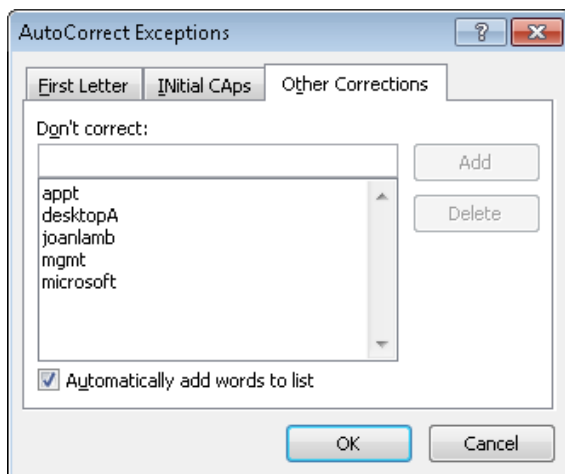 AutoCorrect Exceptions
First Letter INitial CAps Other Corrections
Don't correct:
Add
appt
Delete
desktopA
joanlamb
mgmt
microsoft
Automatically add words to list
OK Cancel